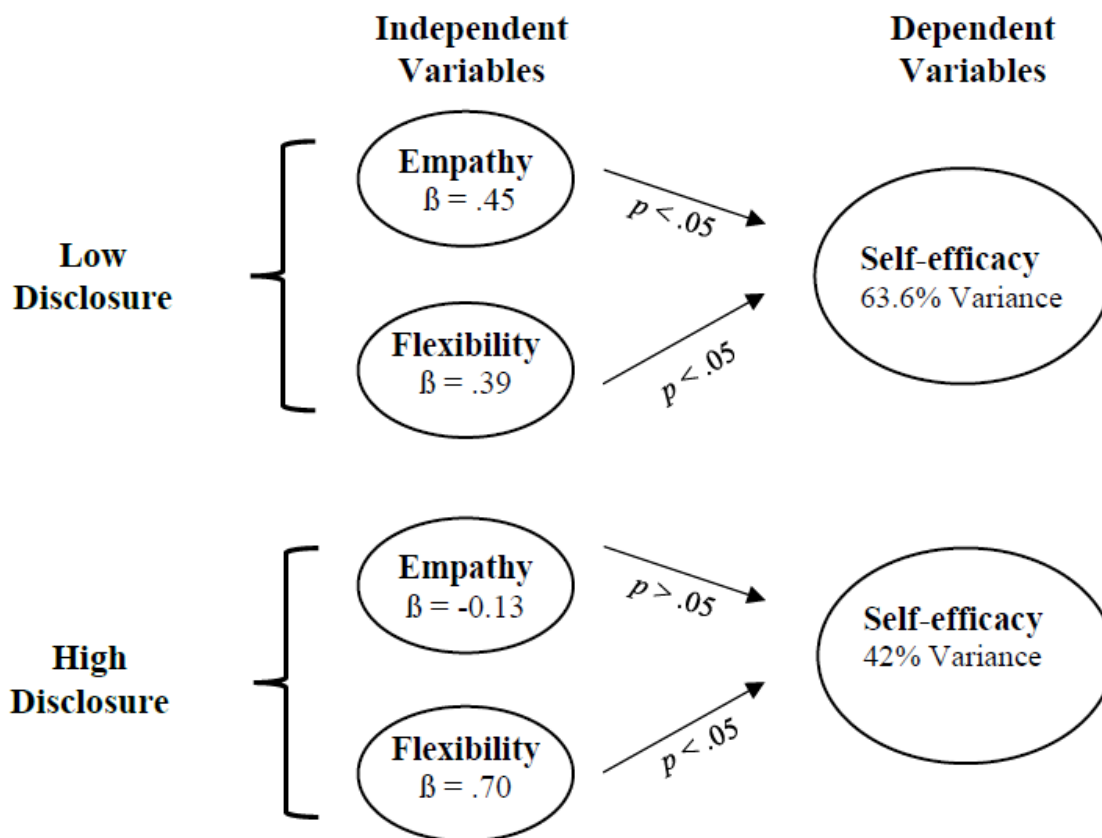 Independent
Variables
Dependent
Variables
Low
Disclosure
Empathy
ß = .45
p < .05
Flexibility
ß = .39
p < .05
Self-efficacy
63.6% Variance
High
Disclosure
Empathy
ß = -0.13
p > .05
Flexibility
ß = .70
p < .05
Self-efficacy
42% Variance